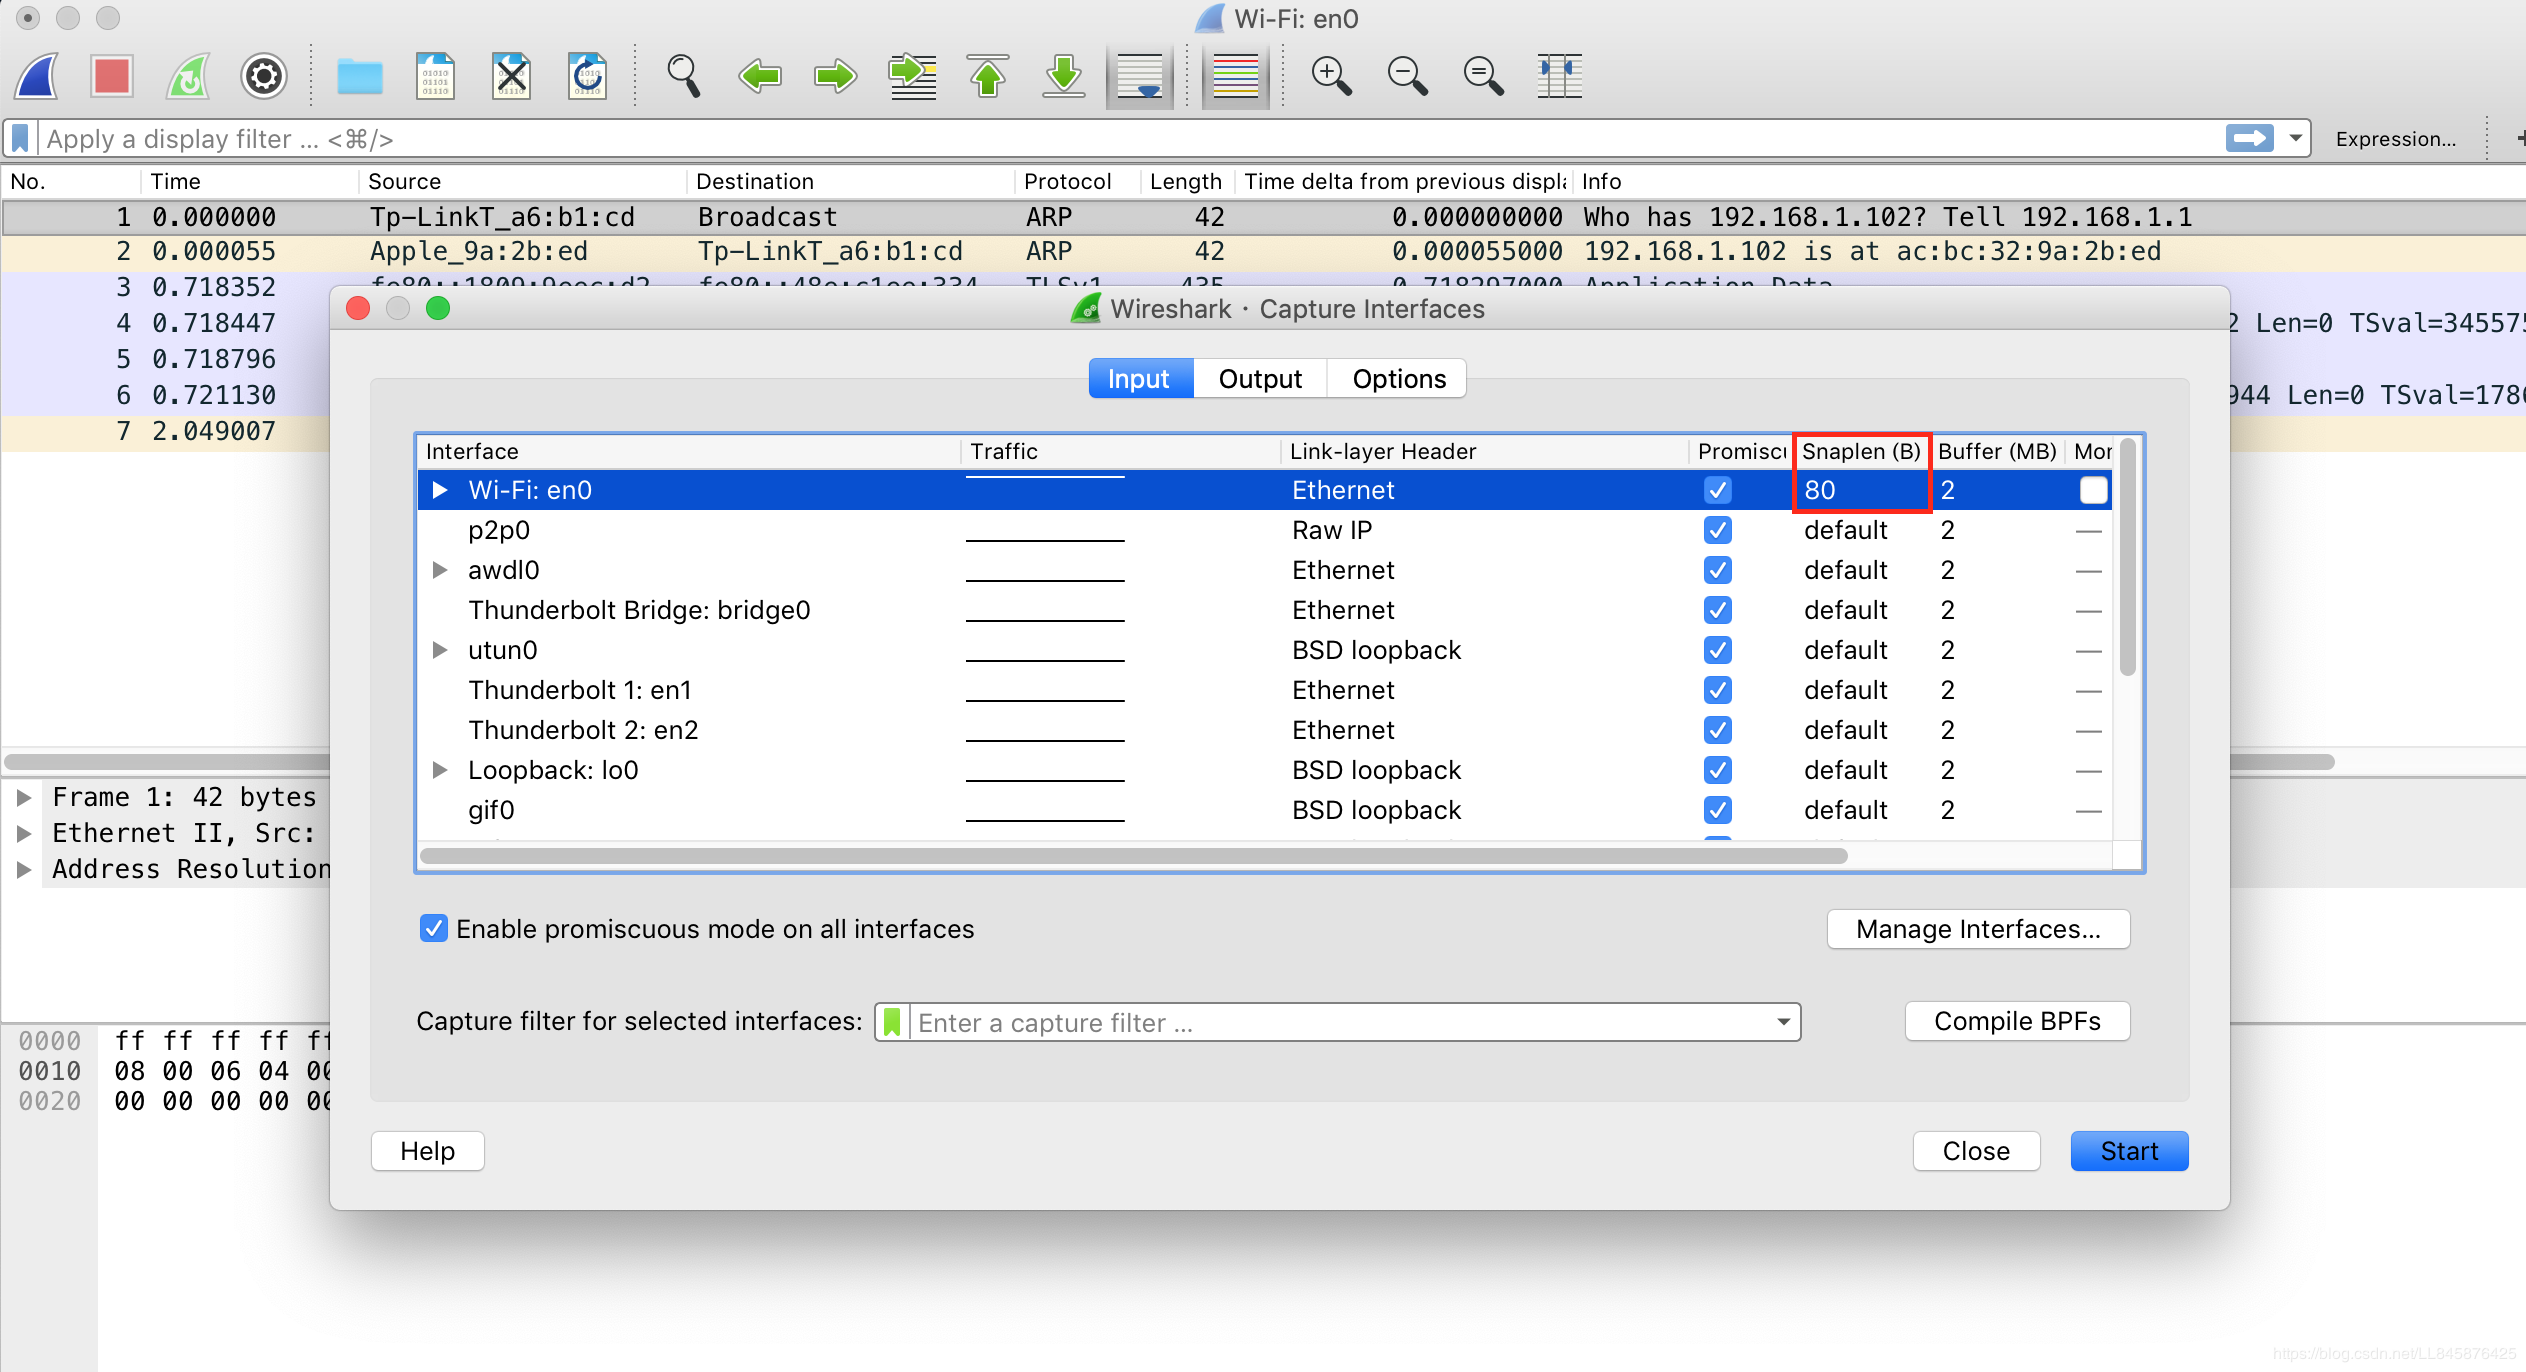 Wi-Fi: en0
Apply a display filter ... <⌘/>
Expression...
+
No. Time Source Destination Protocol Length Time delta from previous displ Info
1 0.000000 Tp-LinkT_a6:b1:cd Broadcast ARP 42 0.000000000 Who has 192.168.1.102? Tell 192.168.1.1
2 0.000055 Apple_9a:2b:ed Tp-LinkT_a6:b1:cd ARP 42 0.000055000 192.168.1.102 is at ac:bc:32:9a:2b:ed
3 0.718352 TLSv1 435 0.718297000 Application Data
4 0.718447 2 Len=0 TSval=345575
5 0.718796
6 0.721130 944 Len=0 TSval=1786
7 2.049007
Wireshark · Capture Interfaces
Input Output Options
Interface Traffic Link-layer Header Promiscu Snaplen (B) Buffer (MB) Mor
Wi-Fi: en0 Ethernet 80 2
p2p0 Raw IP default 2 —
awdl0 Ethernet default 2 —
Thunderbolt Bridge: bridge0 Ethernet default 2 —
utun0 BSD loopback default 2 —
Thunderbolt 1: en1 Ethernet default 2 —
Thunderbolt 2: en2 Ethernet default 2 —
Loopback: lo0 BSD loopback default 2 —
gif0 BSD loopback default 2 —
Enable promiscuous mode on all interfaces
Manage Interfaces...
Capture filter for selected interfaces: Enter a capture filter ...
Compile BPFs
Help
Close
Start
Frame 1: 42 bytes
Ethernet II, Src:
Address Resolution
0000 ff ff ff ff ff
0010 08 00 06 04 00
0020 00 00 00 00 00
https://blog.csdn.net/LL845876425